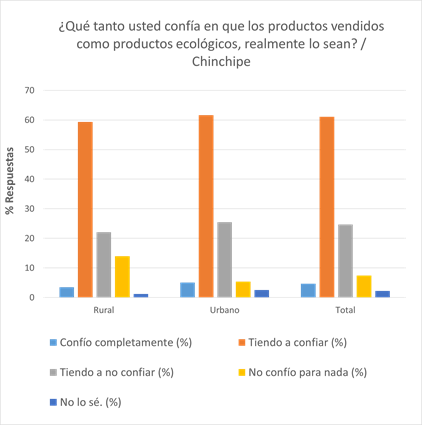 ¿Qué tanto usted confía en que los productos vendidos
como productos ecológicos, realmente lo sean? /
Chinchipe
70
60
50
40
30
20
10
0
% Respuestas
Rural Urbano Total
Confío completamente (%) Tiendo a confiar (%)
Tiendo a no confiar (%) No confío para nada (%)
No lo sé. (%)